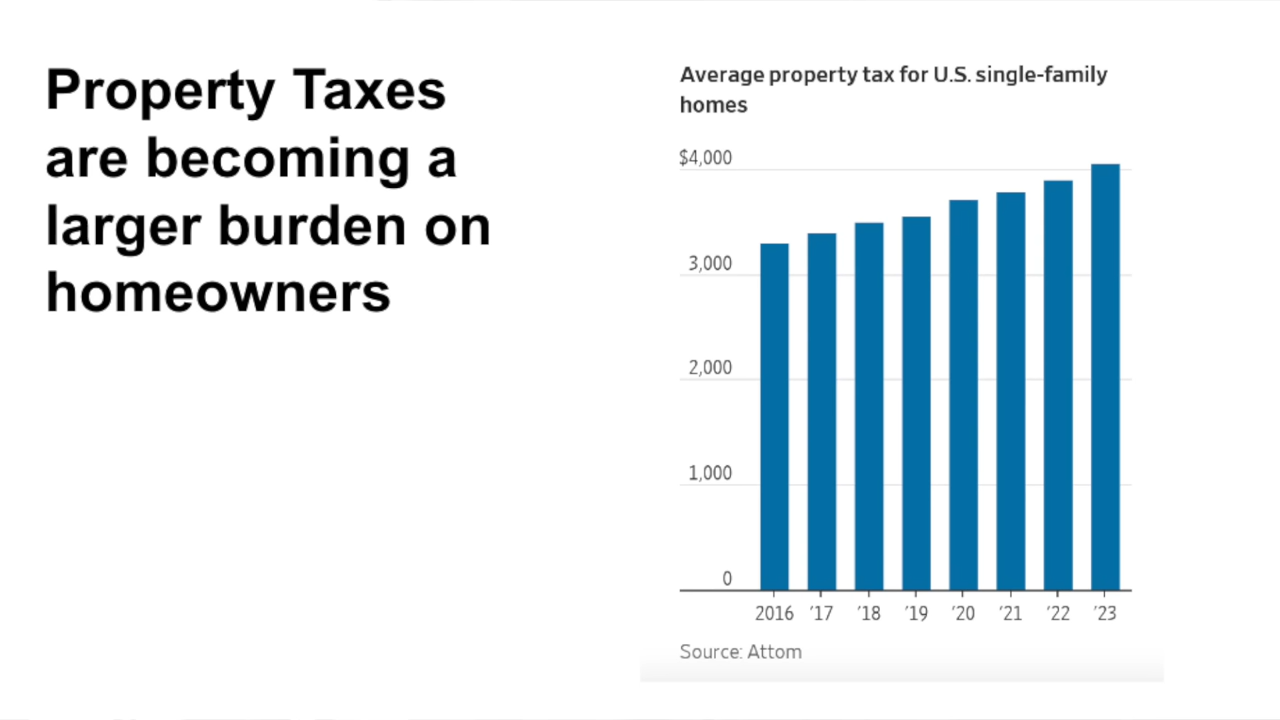 Property Taxes
are becoming a
larger burden on
homeowners
Average property tax for U.S. single-family
homes
$4,000
3,000
2,000
1,000
0
2016 ’17 ’18 ’19 ’20 ’21 ’22 ’23
Source: Attom